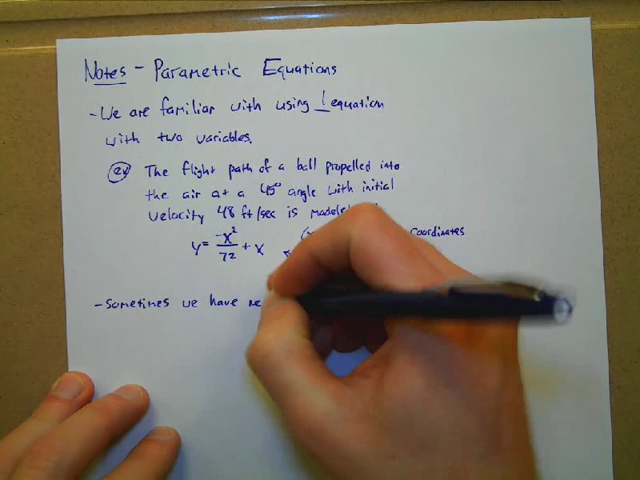 Notes - Parametric Equations
- We are familiar with using 1 equation
with two variables.
ex The flight path of a ball propelled into
the air at a 45° angle with initial
velocity 48 ft/sec is modeled
y = -x²/72 + x coordinates
- Sometimes we have